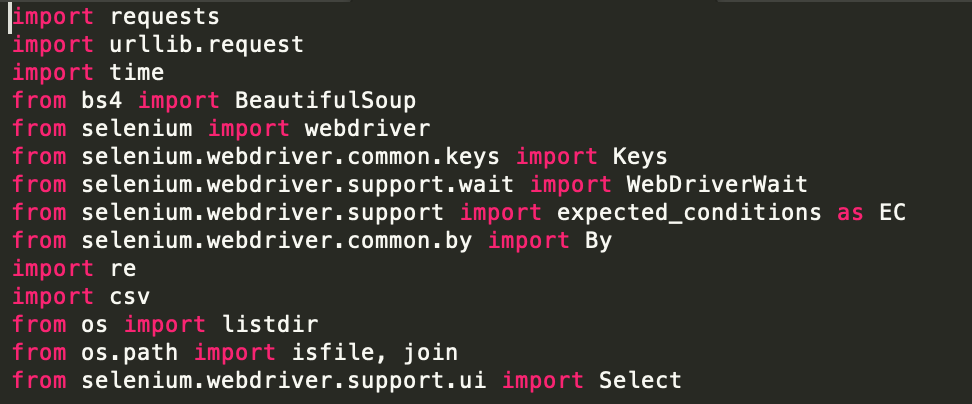 import requests
import urllib.request
import time
from bs4 import BeautifulSoup
from selenium import webdriver
from selenium.webdriver.common.keys import Keys
from selenium.webdriver.support.wait import WebDriverWait
from selenium.webdriver.support import expected_conditions as EC
from selenium.webdriver.common.by import By
import re
import csv
from os import listdir
from os.path import isfile, join
from selenium.webdriver.support.ui import Select